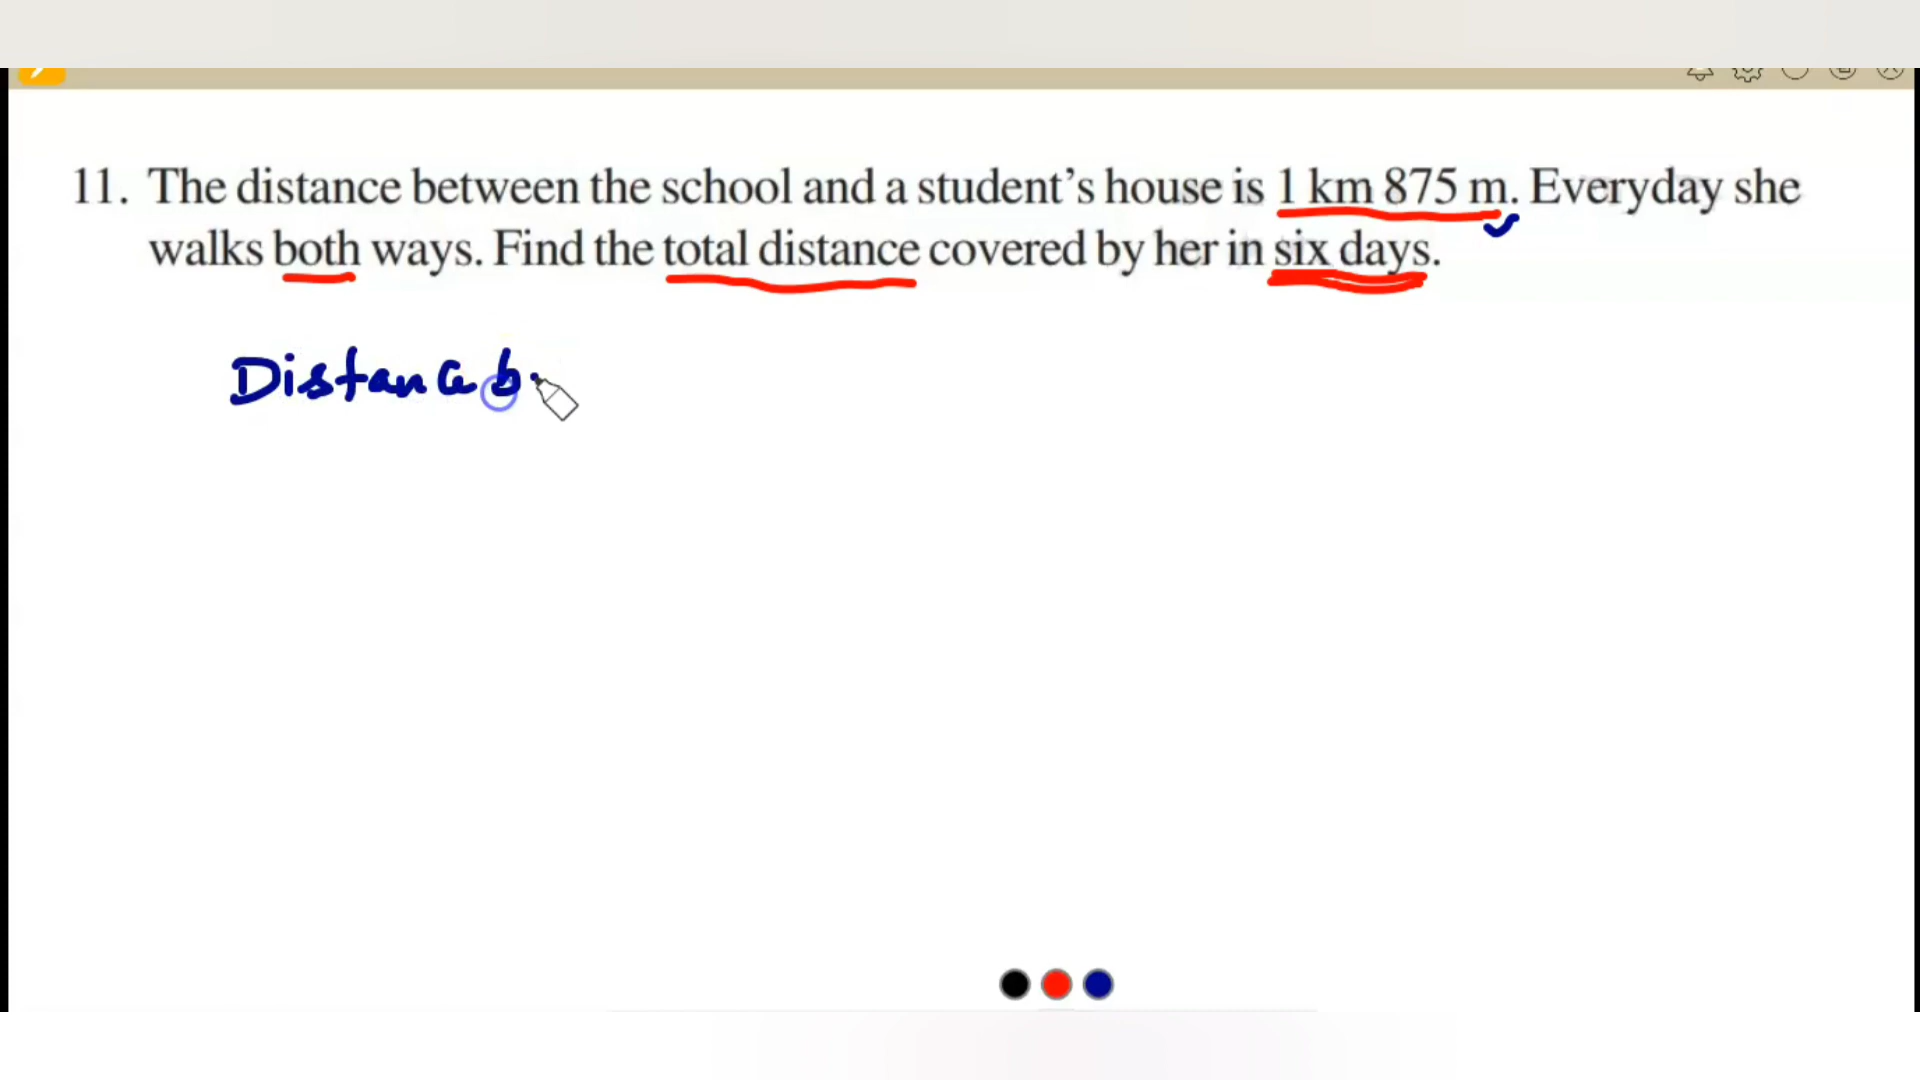 11. The distance between the school and a student’s house is 1 km 875 m. Everyday she
walks both ways. Find the total distance covered by her in six days.
Distance b